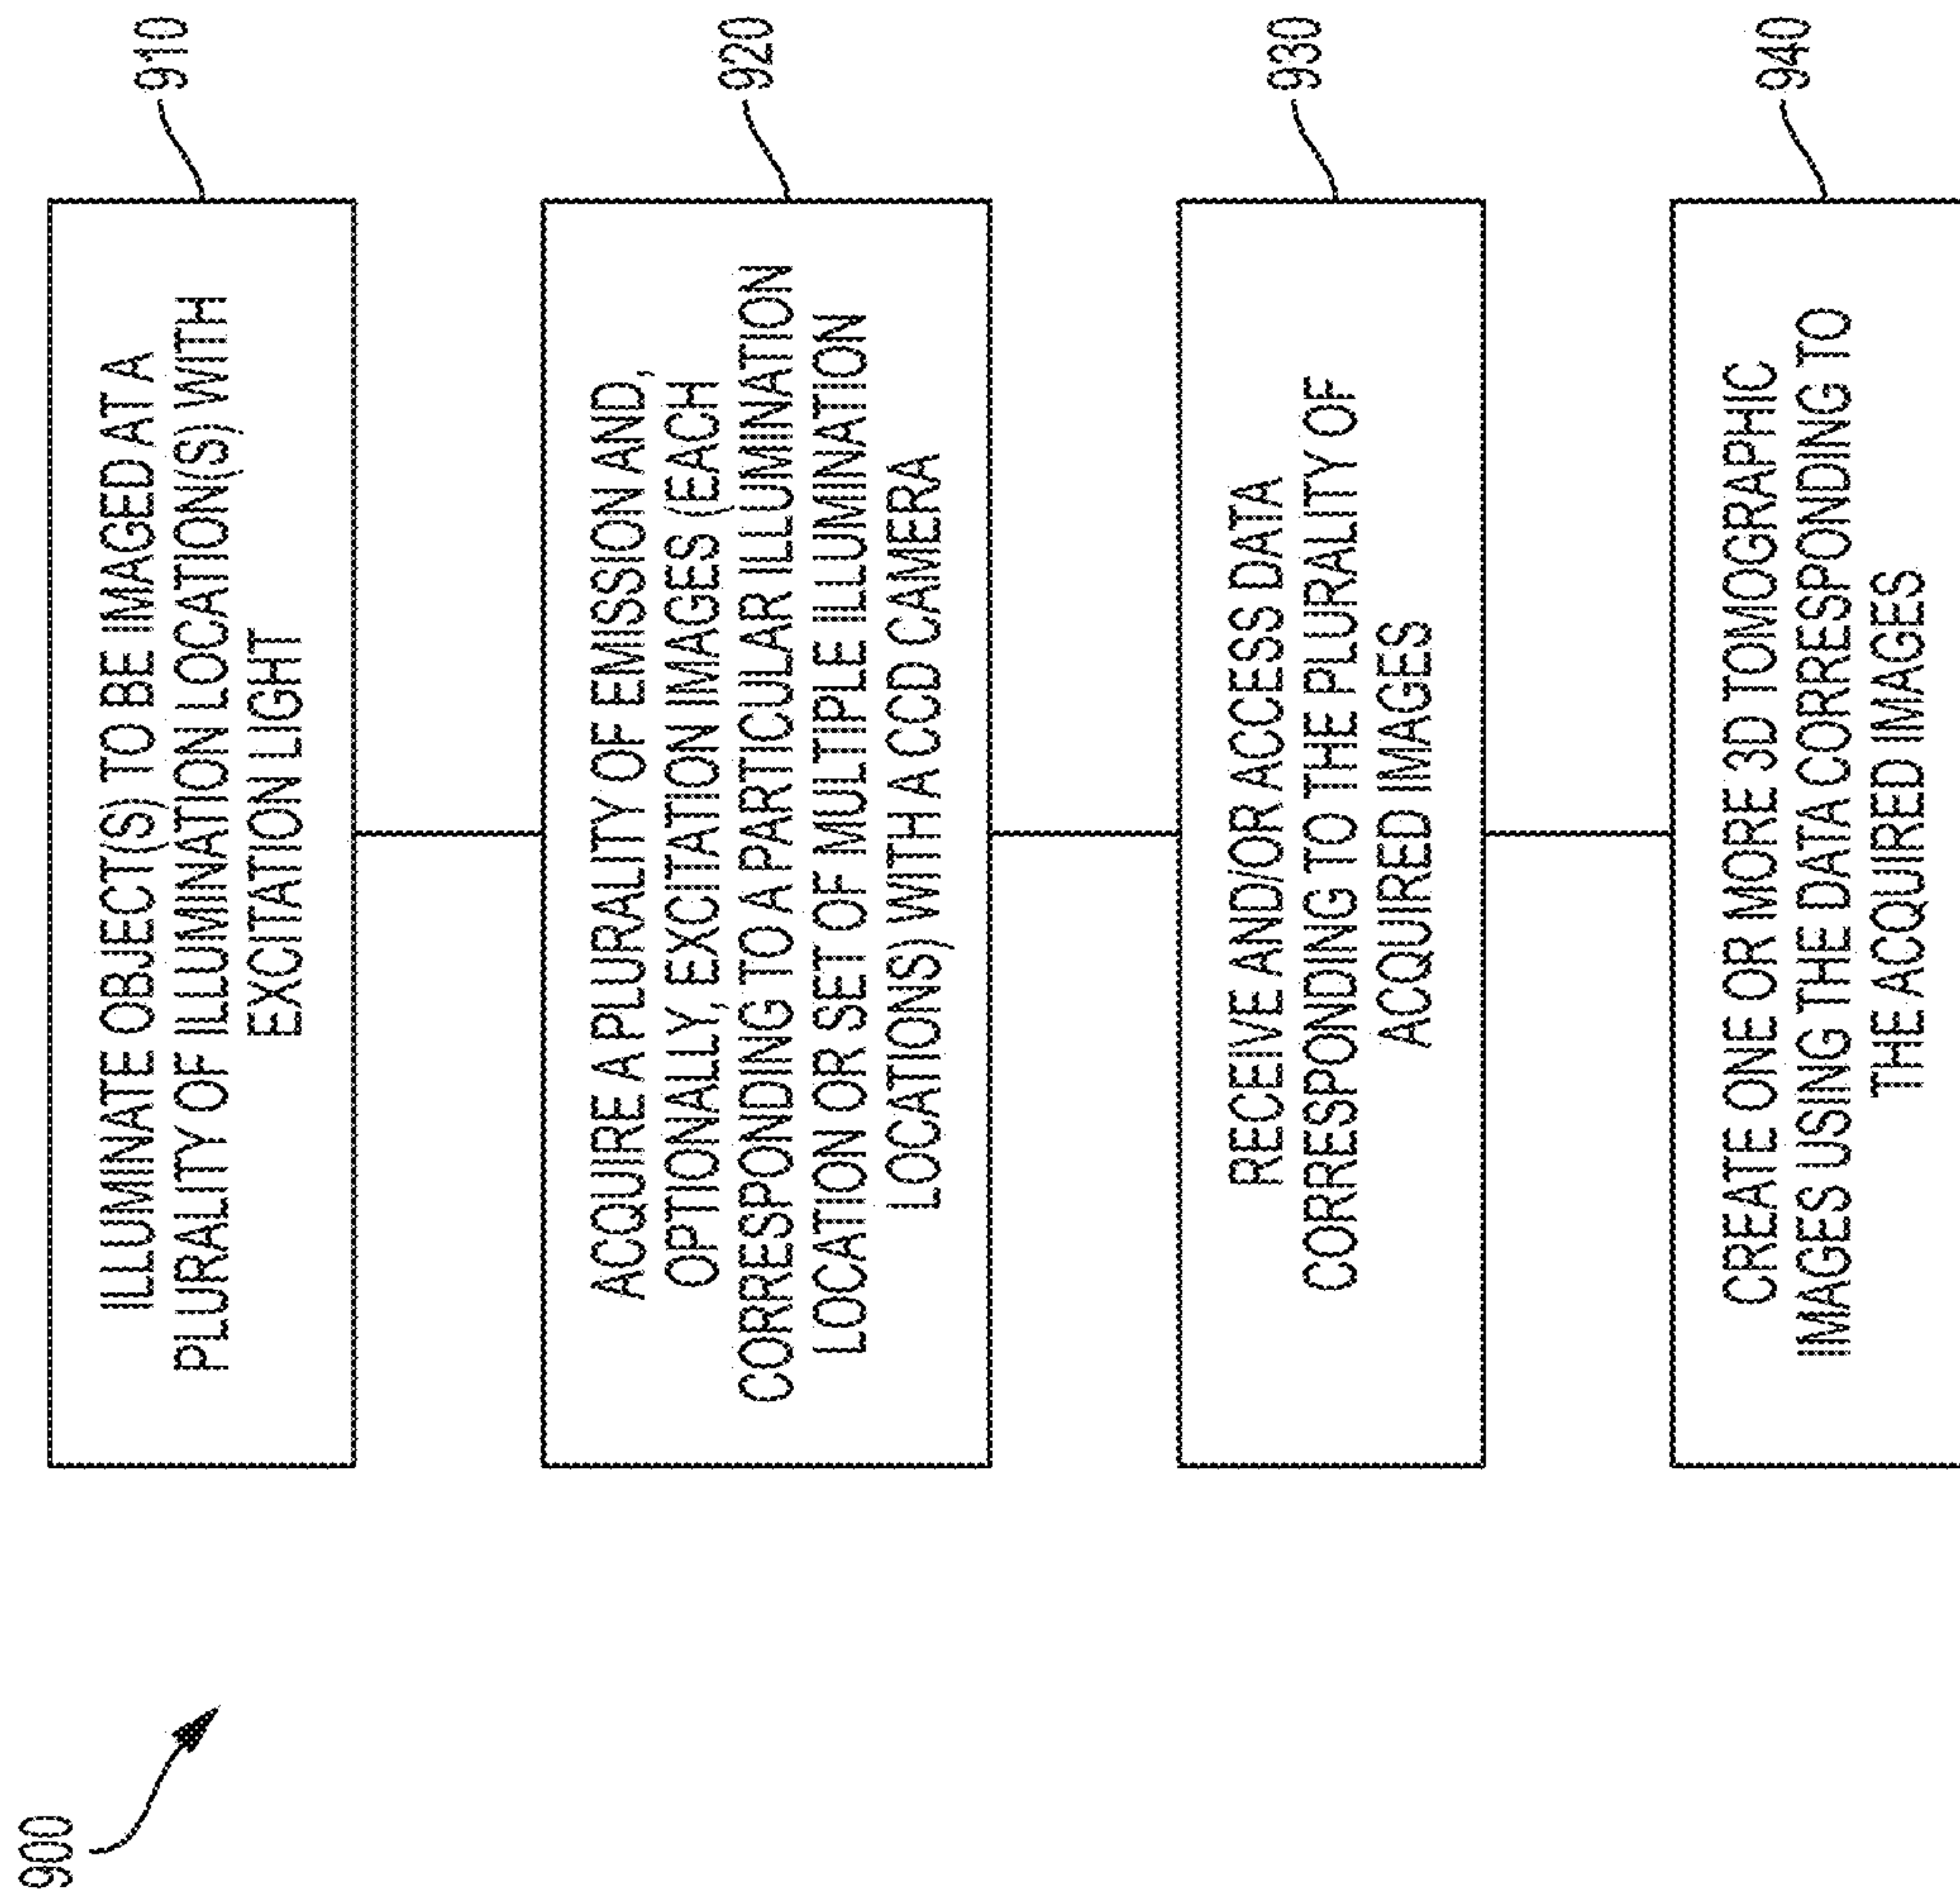 900
910
ILLUMINATE OBJECT(S) TO BE IMAGED AT A
PLURALITY OF ILLUMINATION LOCATION(S) WITH
EXCITATION LIGHT
920
ACQUIRE A PLURALITY OF EMISSION AND,
OPTIONALLY, EXCITATION IMAGES (EACH
CORRESPONDING TO A PARTICULAR ILLUMINATION
LOCATION OR SET OF MULTIPLE ILLUMINATION
LOCATIONS) WITH A CCD CAMERA
930
RECEIVE AND/OR ACCESS DATA
CORRESPONDING TO THE PLURALITY OF
ACQUIRED IMAGES
940
CREATE ONE OR MORE 3D TOMOGRAPHIC
IMAGES USING THE DATA CORRESPONDING TO
THE ACQUIRED IMAGES